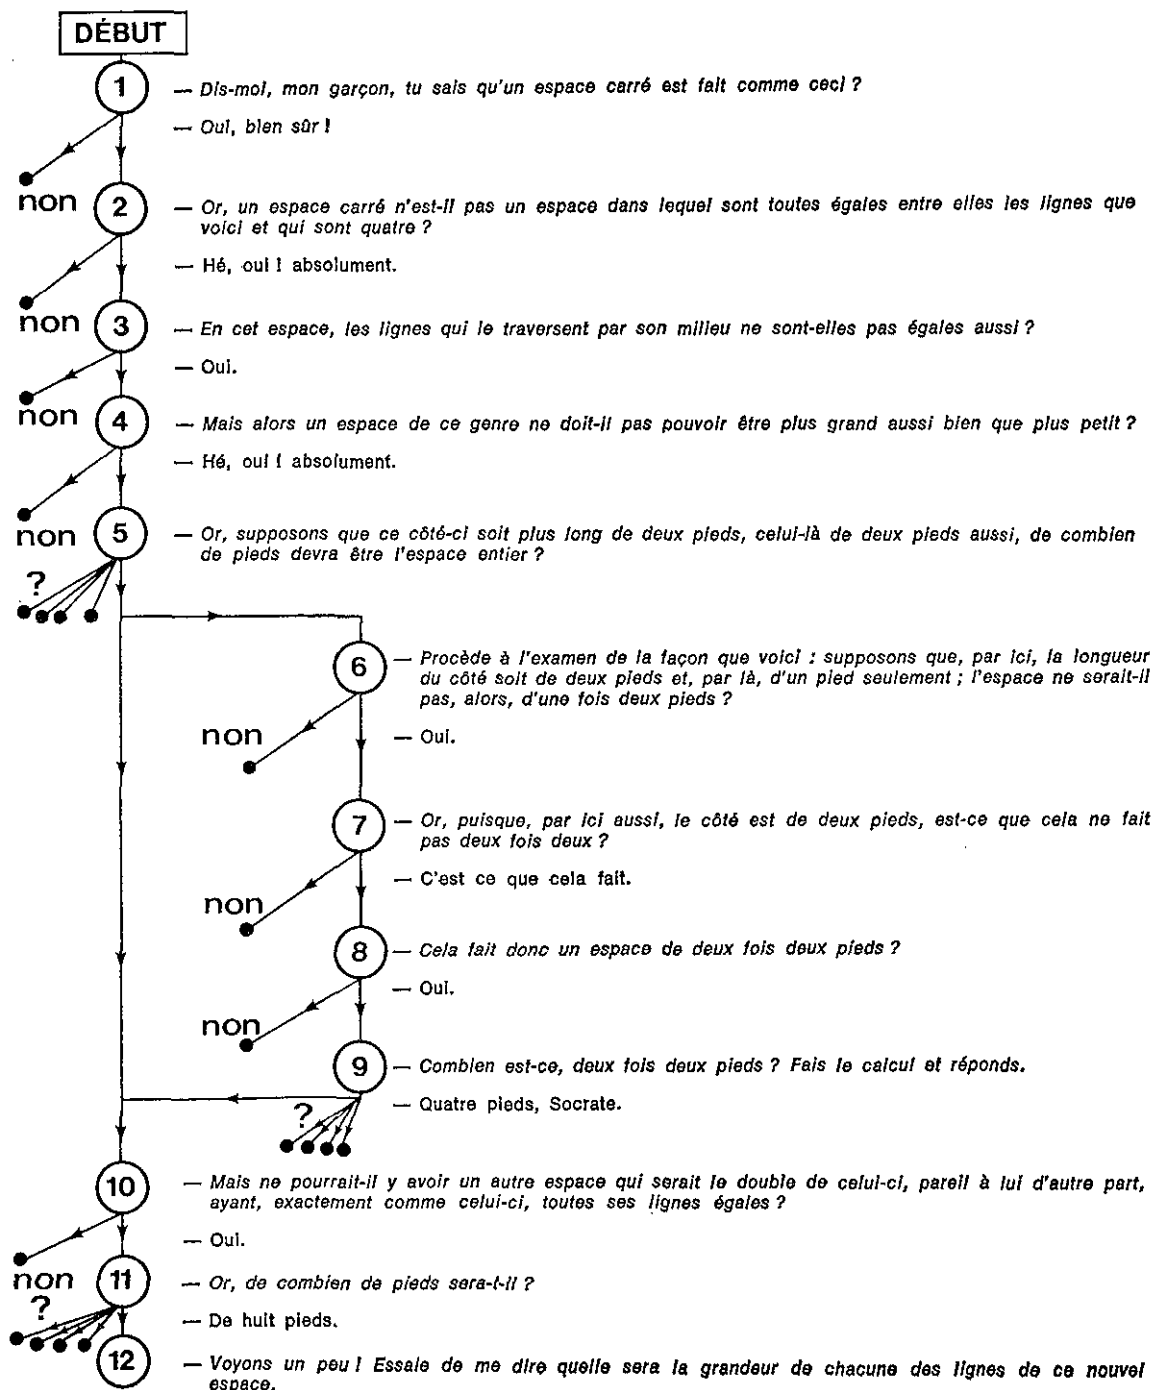 DÉBUT
1 — Dis-moi, mon garçon, tu sais qu'un espace carré est fait comme ceci ?
— Oui, bien sûr !
non
2 — Or, un espace carré n'est-il pas un espace dans lequel sont toutes égales entre elles les lignes que
voici et qui sont quatre ?
— Hé, oui ! absolument.
non
3 — En cet espace, les lignes qui le traversent par son milieu ne sont-elles pas égales aussi ?
— Oui.
non
4 — Mais alors un espace de ce genre ne doit-il pas pouvoir être plus grand aussi bien que plus petit ?
— Hé, oui ! absolument.
non
5 — Or, supposons que ce côté-ci soit plus long de deux pieds, celui-là de deux pieds aussi, de combien
de pieds devra être l'espace entier ?
?
6 — Procède à l'examen de la façon que voici : supposons que, par ici, la longueur
du côté soit de deux pieds et, par là, d'un pied seulement ; l'espace ne serait-il
pas, alors, d'une fois deux pieds ?
non
— Oui.
7 — Or, puisque, par ici aussi, le côté est de deux pieds, est-ce que cela ne fait
pas deux fois deux ?
— C'est ce que cela fait.
non
8 — Cela fait donc un espace de deux fois deux pieds ?
— Oui.
non
9 — Combien est-ce, deux fois deux pieds ? Fais le calcul et réponds.
— Quatre pieds, Socrate.
?
10 — Mais ne pourrait-il y avoir un autre espace qui serait le double de celui-ci, pareil à lui d'autre part,
ayant, exactement comme celui-ci, toutes ses lignes égales ?
— Oui.
non
11 — Or, de combien de pieds sera-t-il ?
?
— De huit pieds.
12 — Voyons un peu ! Essaie de me dire quelle sera la grandeur de chacune des lignes de ce nouvel
espace.